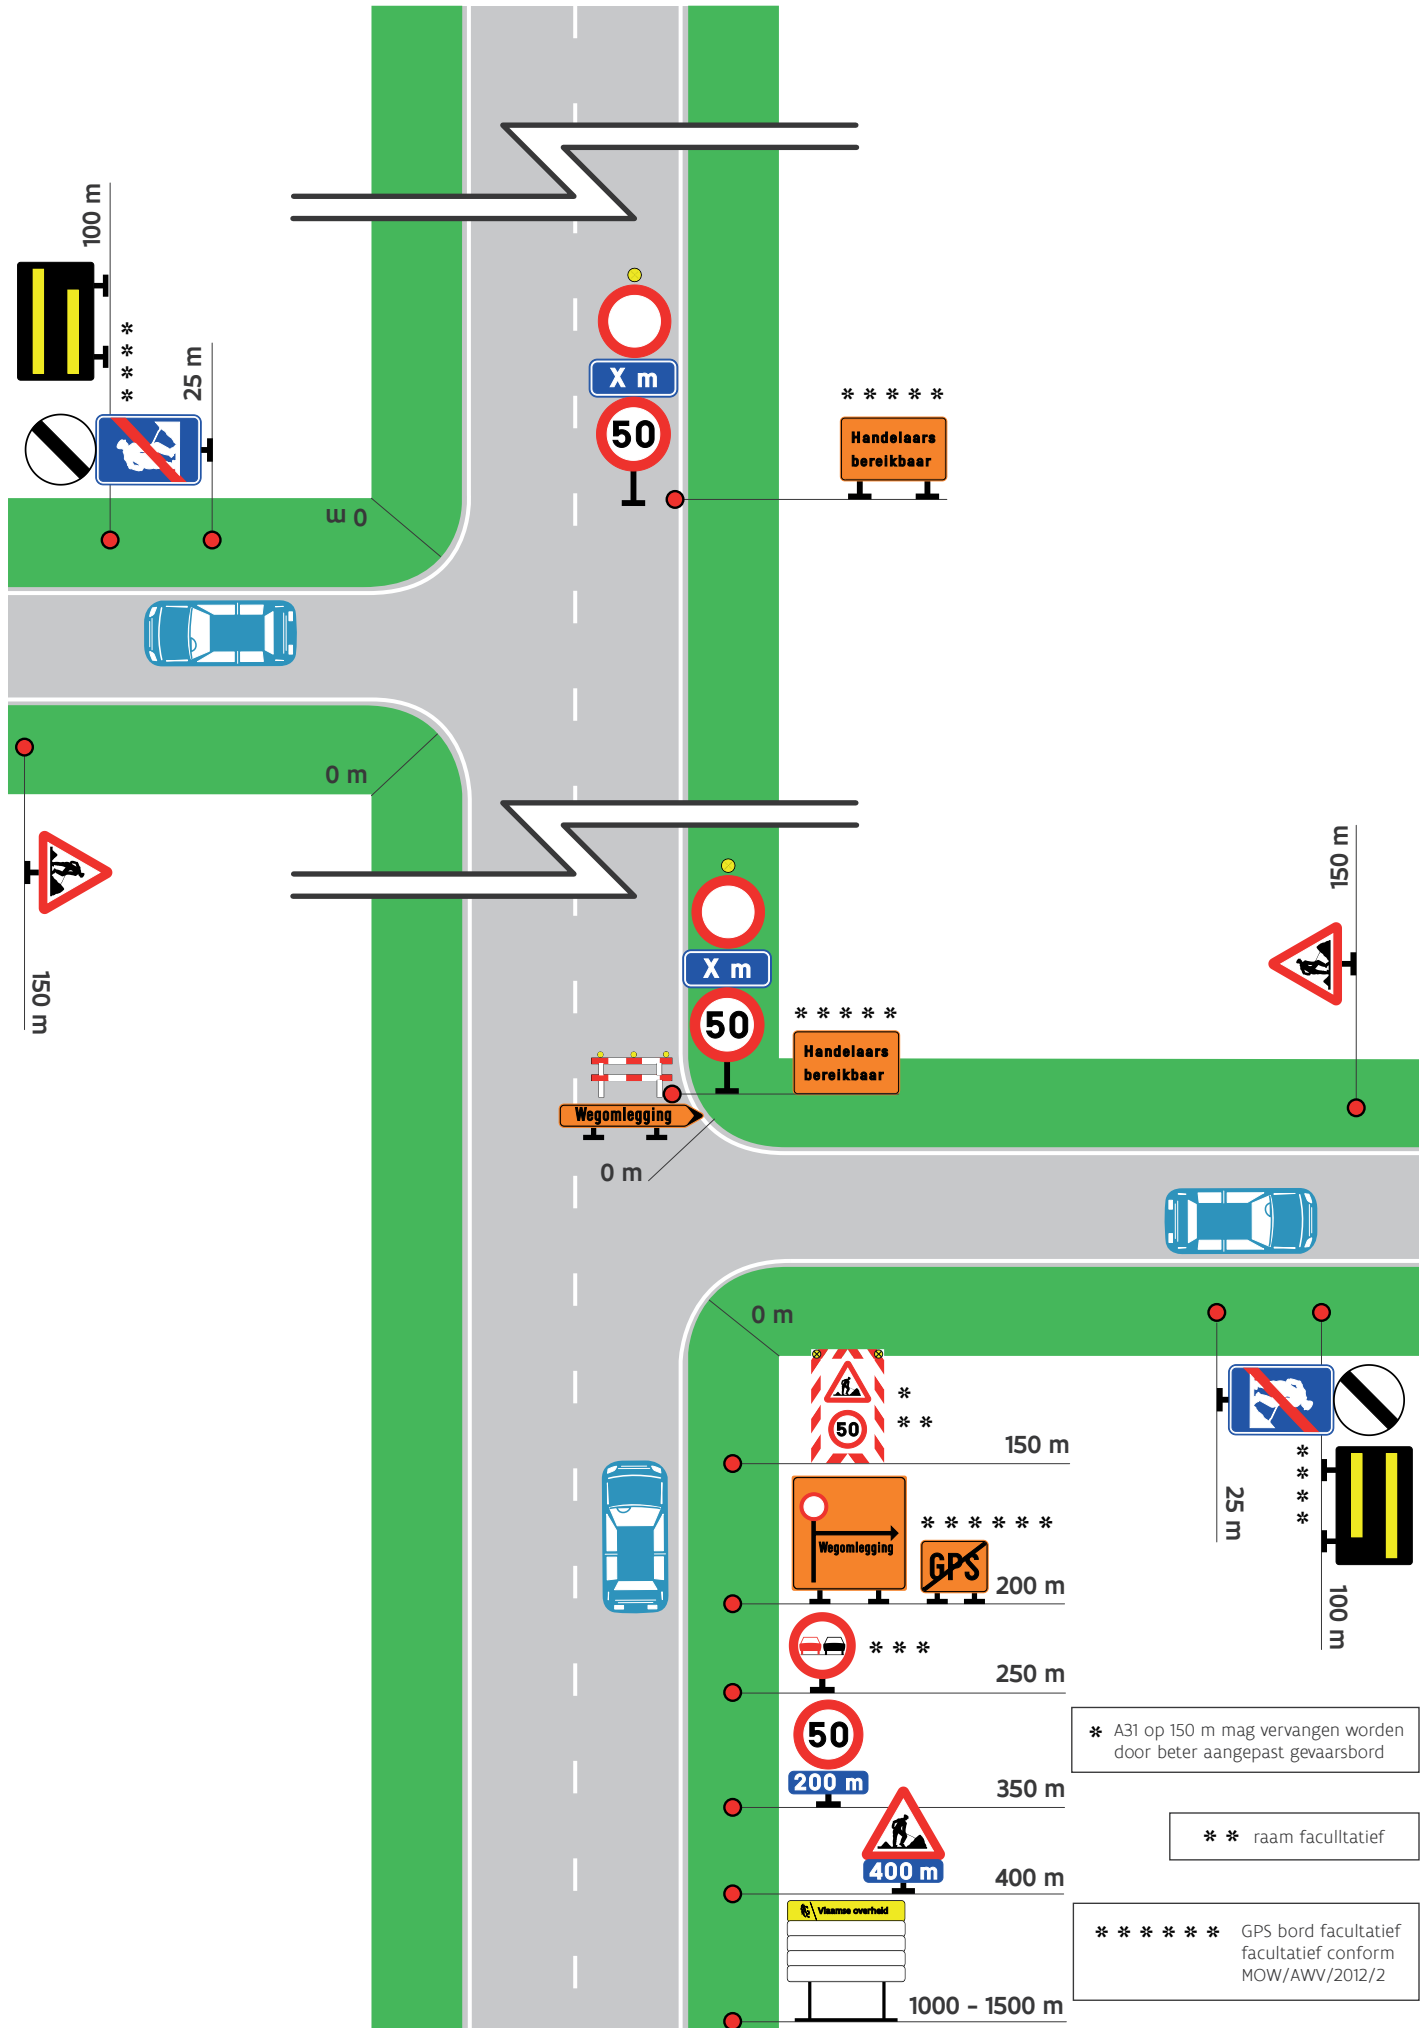 100 m
* * * *
25 m
X m
50
* * * * *
Handelaars
bereikbaar
0 m
0 m
150 m
X m
50
* * * * *
Handelaars
bereikbaar
150 m
Wegomlegging
0 m
0 m
*
50
* *
150 m
Wegomlegging
* * * * * *
GPS
200 m
* * *
250 m
50
200 m
350 m
400 m
400 m
Vlaamse overheid
1000 - 1500 m
25 m
* * * *
100 m
* A31 op 150 m mag vervangen worden
door beter aangepast gevaarsbord
* * raam faculltatief
* * * * * * GPS bord facultatief
facultatief conform
MOW/AWV/2012/2